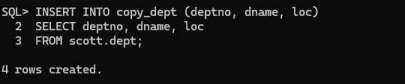 SQL> INSERT INTO copy_dept (deptno, dname, loc)
  2  SELECT deptno, dname, loc
  3  FROM scott.dept;

4 rows created.